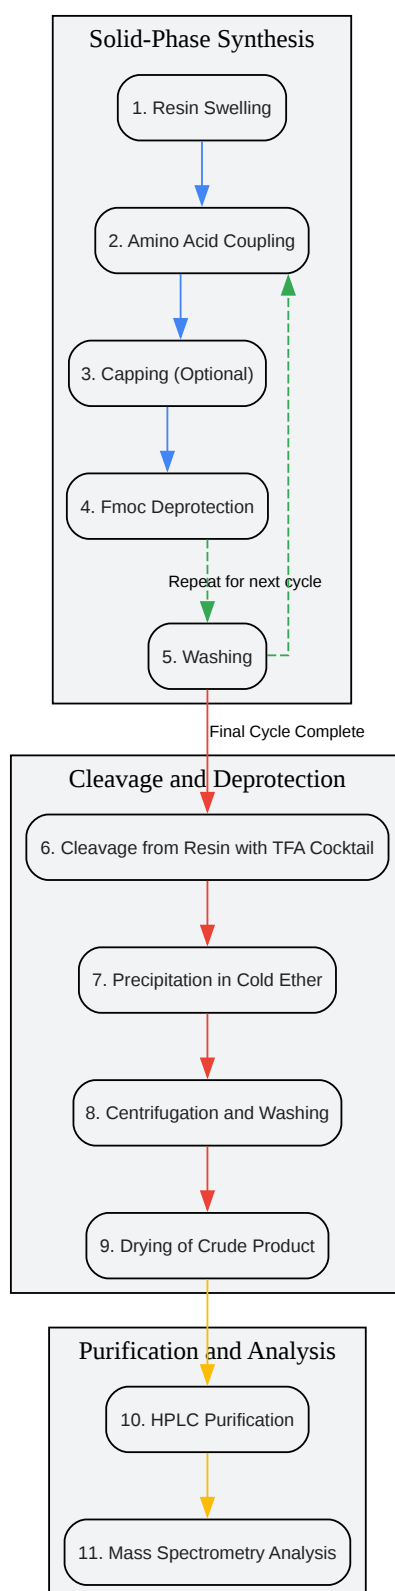 Solid-Phase Synthesis
1. Resin Swelling
2. Amino Acid Coupling
3. Capping (Optional)
4. Fmoc Deprotection
Repeat for next cycle
5. Washing
Final Cycle Complete
Cleavage and Deprotection
6. Cleavage from Resin with TFA Cocktail
7. Precipitation in Cold Ether
8. Centrifugation and Washing
9. Drying of Crude Product
Purification and Analysis
10. HPLC Purification
11. Mass Spectrometry Analysis